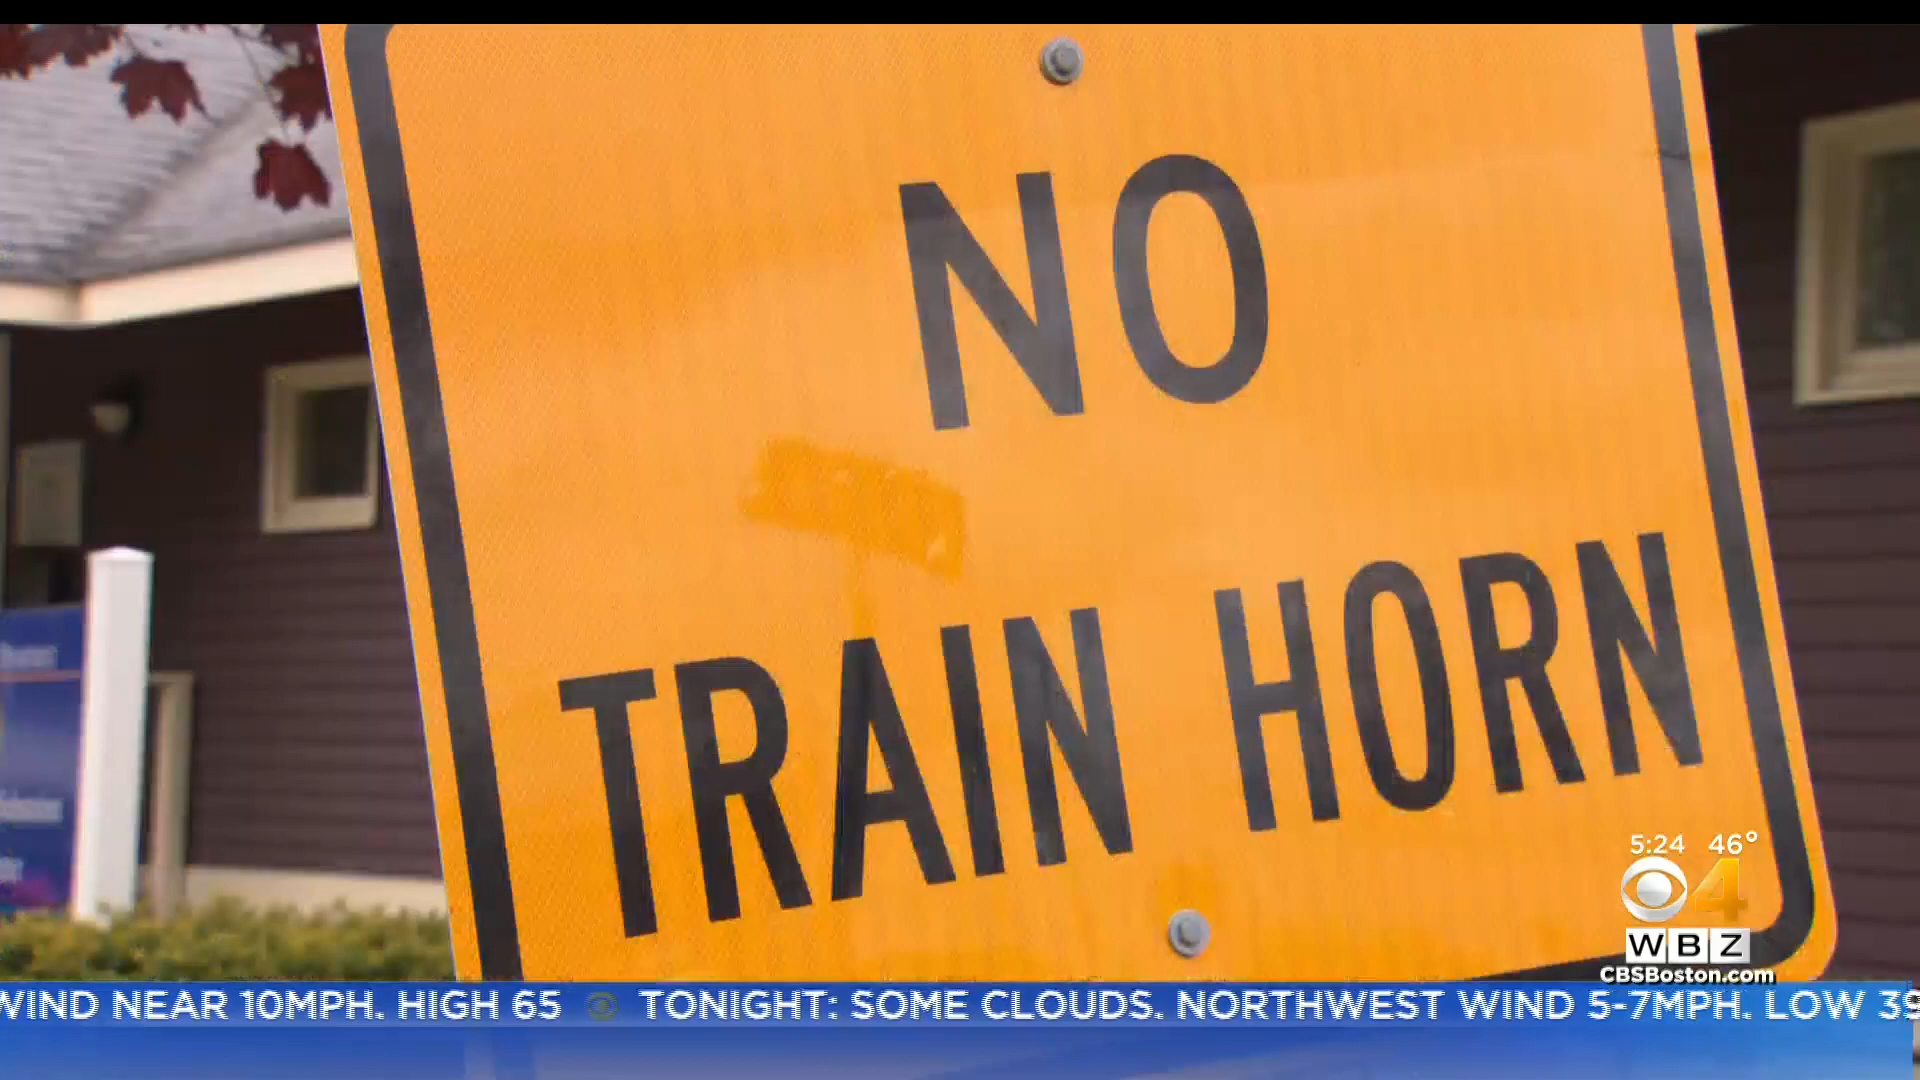 NO
TRAIN HORN
5:24 46°
4
WBZ
CBSBoston.com
WIND NEAR 10MPH. HIGH 65 TONIGHT: SOME CLOUDS. NORTHWEST WIND 5-7MPH. LOW 39